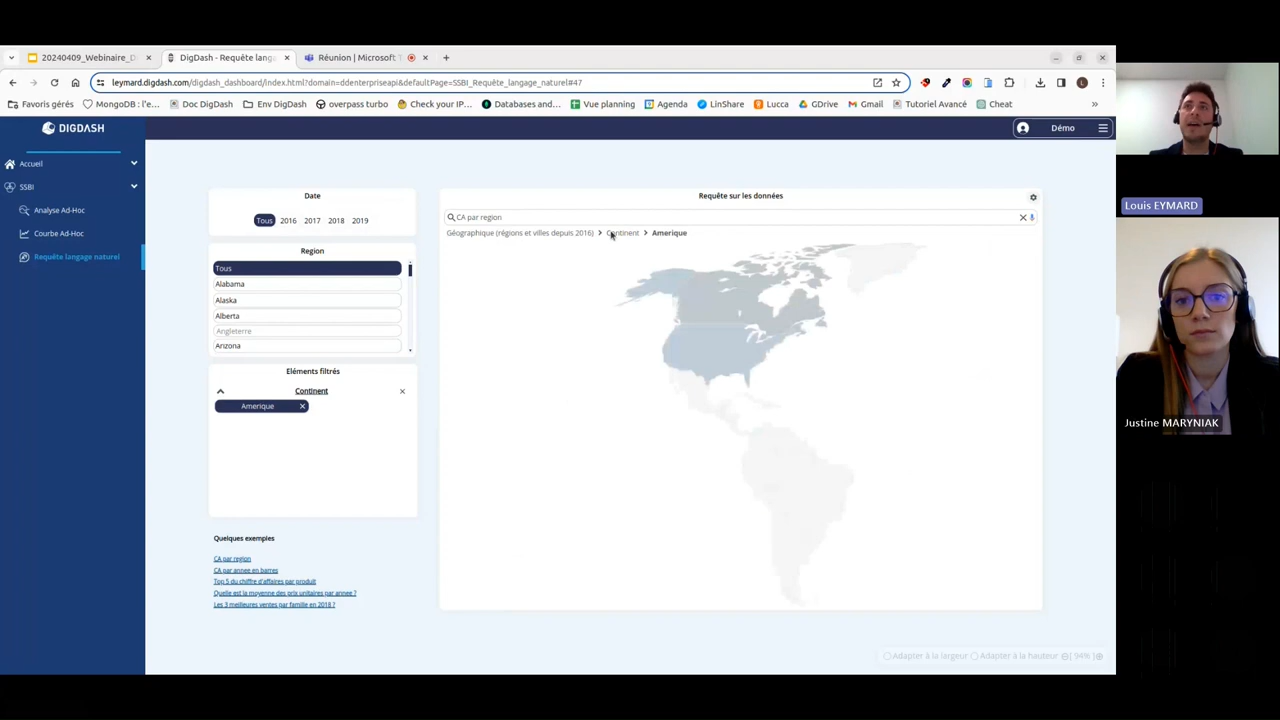 20240409_Webinaire_D
DigDash - Requête langa
Réunion | Microsoft T
leymard.digdash.com/digdash_dashboard/index.html?domain=ddenterpriseapi&defaultPage=SSBI_Requête_langage_naturel#47
L
Favoris gérés
MongoDB : l'e...
Doc DigDash
Env DigDash
overpass turbo
Check your IP...
Databases and...
Vue planning
Agenda
LinShare
Lucca
GDrive
Gmail
Tutoriel Avancé
Cheat
»
DIGDASH
Démo
Accueil
SSBI
Analyse Ad-Hoc
Courbe Ad-Hoc
Requête langage naturel
Date
Tous 2016 2017 2018 2019
Region
Tous
Alabama
Alaska
Alberta
Angleterre
Arizona
Eléments filtrés
Continent
Amerique
Quelques exemples
CA par region
CA par annee en barres
Top 5 du chiffre d'affaires par produit
Quelle est la moyenne des prix unitaires par annee ?
Les 3 meilleures ventes par famille en 2018 ?
Requête sur les données
CA par region
Géographique (régions et villes depuis 2016) > Continent > Amerique
Adapter à la largeur Adapter à la hauteur [ 94% ]
Louis EYMARD
Justine MARYNIAK